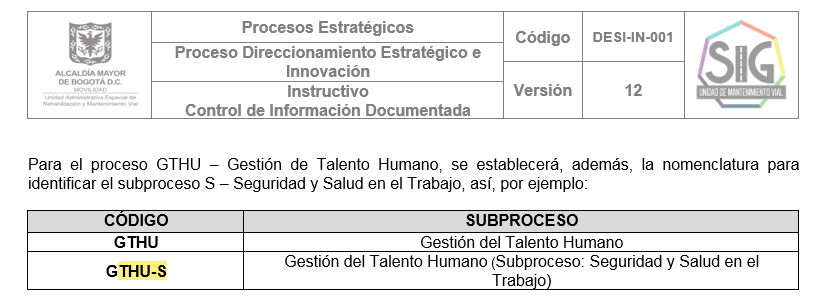 ALCALDÍA MAYOR
DE BOGOTÁ D.C.
MOVILIDAD
Unidad Administrativa Especial de
Rehabilitación y Mantenimiento Vial
Procesos Estratégicos
Proceso Direccionamiento Estratégico e
Innovación
Instructivo
Control de Información Documentada
Código
DESI-IN-001
Versión
12
SIG
UNIDAD DE MANTENIMIENTO VIAL
Para el proceso GTHU – Gestión de Talento Humano, se establecerá, además, la nomenclatura para
identificar el subproceso S – Seguridad y Salud en el Trabajo, así, por ejemplo:
CÓDIGO SUBPROCESO
GTHU Gestión del Talento Humano
GTHU-S Gestión del Talento Humano (Subproceso: Seguridad y Salud en el
Trabajo)